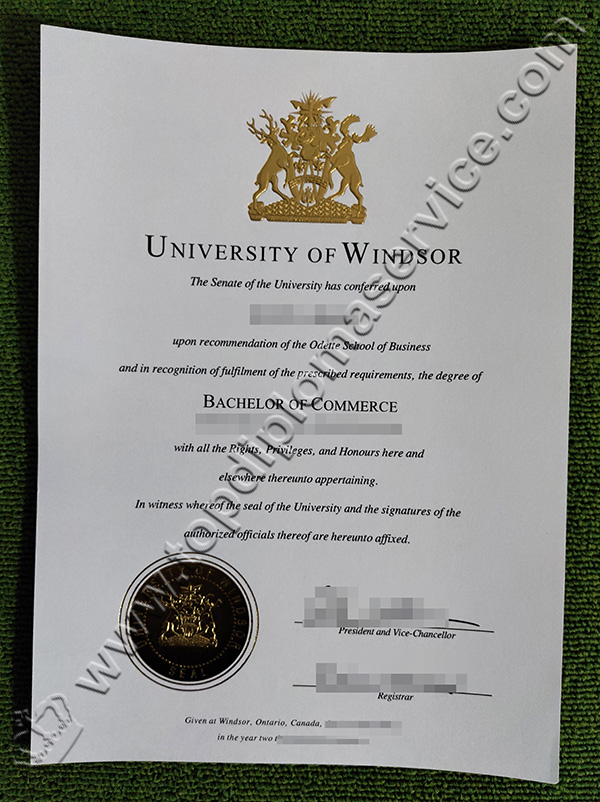 UNIVERSITY OF WINDSOR
The Senate of the University has conferred upon
upon recommendation of the Odette School of Business
and in recognition of fulfilment of the prescribed requirements, the degree of
BACHELOR OF COMMERCE
with all the Rights, Privileges, and Honours here and
elsewhere thereunto appertaining.
In witness whereof the seal of the University and the signatures of the
authorized officials thereof are hereunto affixed.
President and Vice-Chancellor
Registrar
SEAL
Given at Windsor, Ontario, Canada,
in the year two
www.topdiplomaservice.com